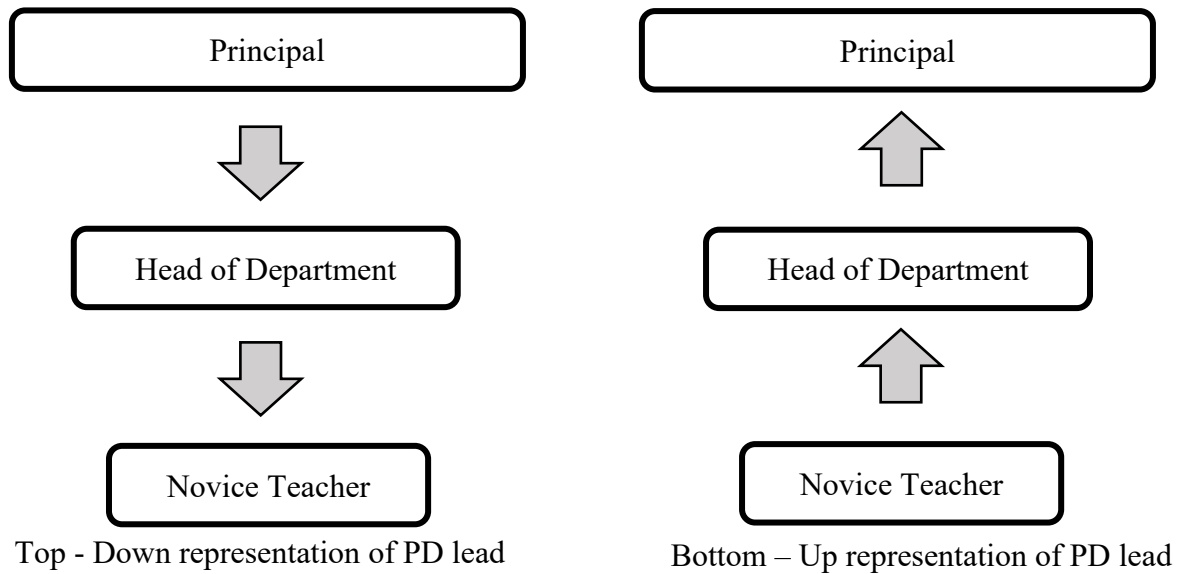 Principal
Head of Department
Novice Teacher
Top - Down representation of PD lead
Principal
Head of Department
Novice Teacher
Bottom – Up representation of PD lead